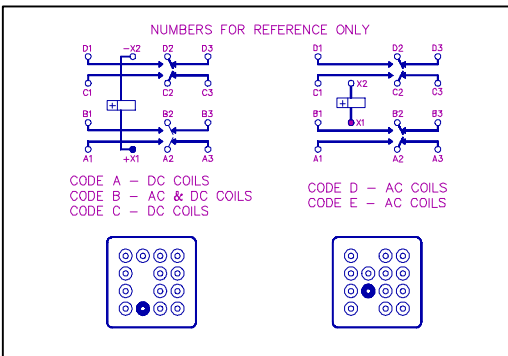 NUMBERS FOR REFERENCE ONLY
D1 -X2 D2 D3 D1 D2 D3
C1 C2 C3 C1 X2 C2 C3
+ +
B1 B2 B3 B1 X1 B2 B3
A1 +X1 A2 A3 A1 A2 A3
CODE A - DC COILS
CODE B - AC & DC COILS
CODE C - DC COILS
CODE D - AC COILS
CODE E - AC COILS